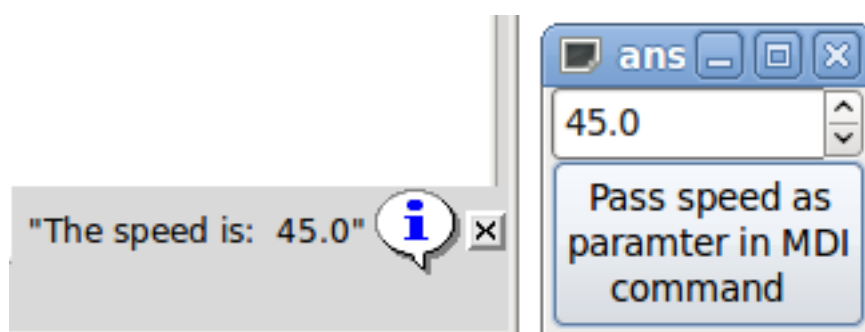 "The speed is:  45.0"
i
ans
45.0
Pass speed as
paramter in MDI
command